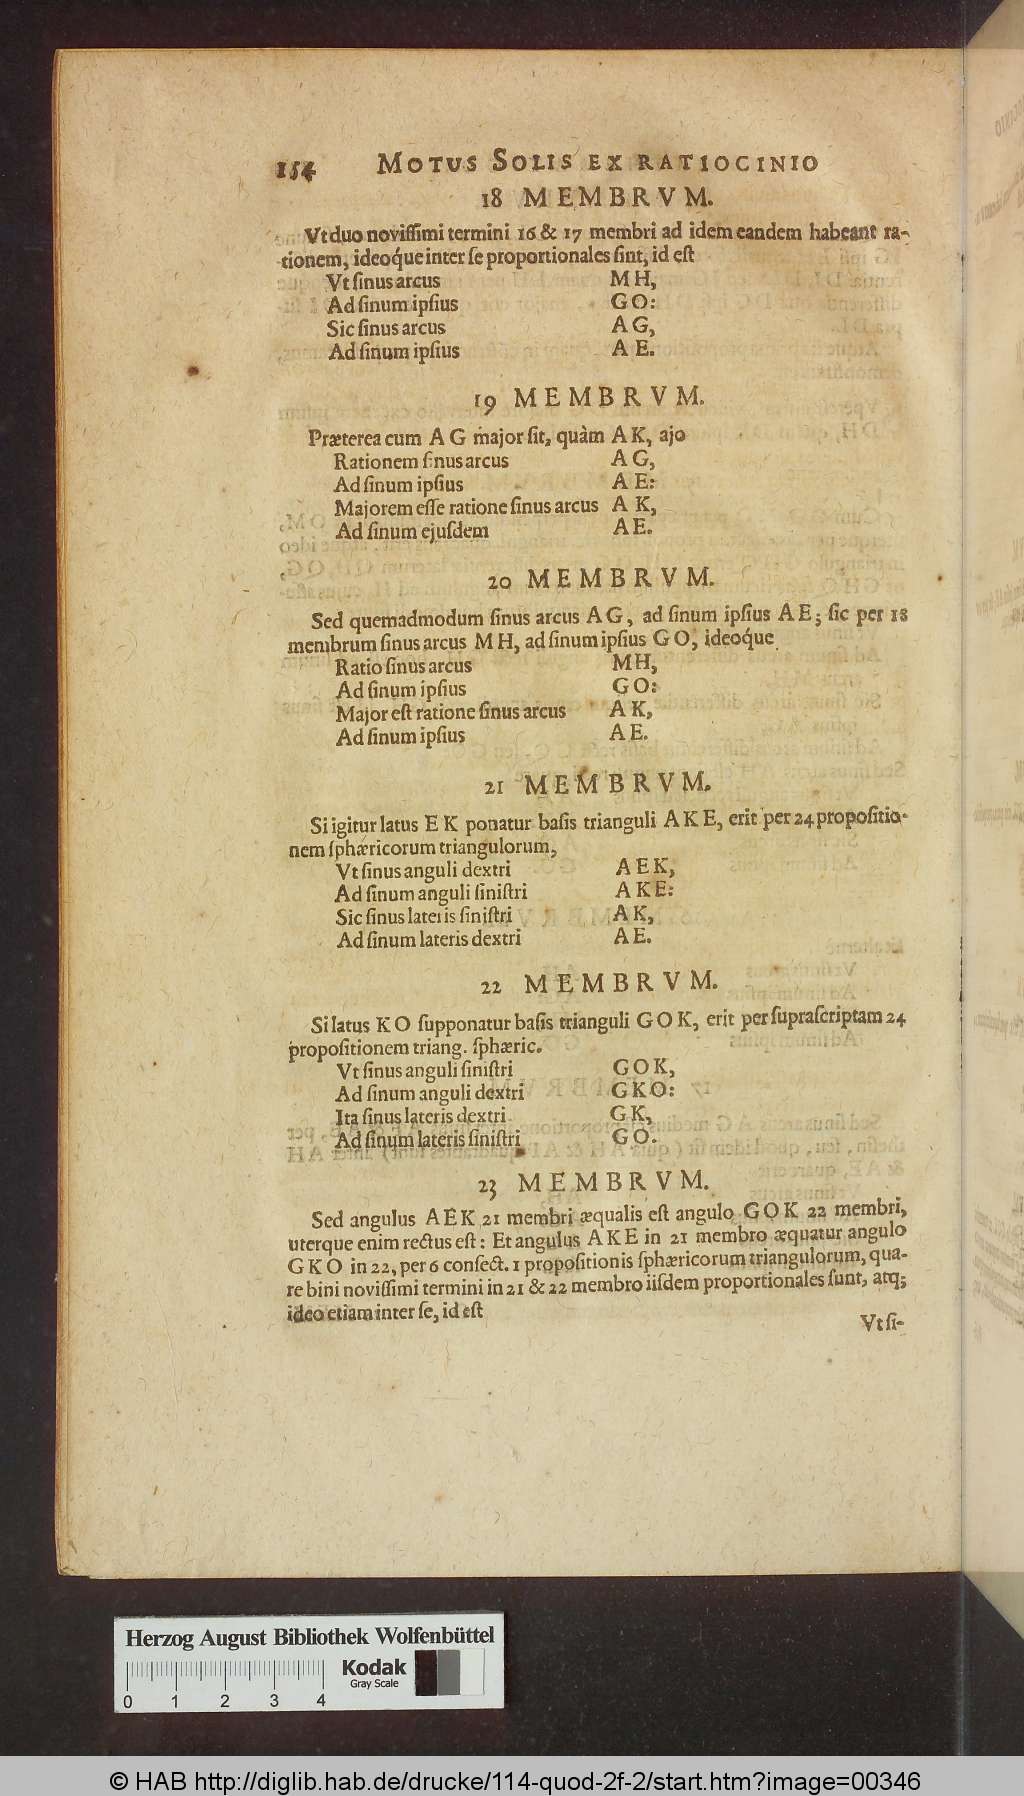 154 MOTUS SOLIS EX RATIOCINIO
18 MEMBRVM.
Vt duo noviſſimi termini 16 & 17 membri ad idem eandem habeant ra-
tionem, ideoq́ue inter ſe proportionales ſint, id eſt
Vt ſinus arcus MH,
Ad ſinum ipſius GO:
Sic ſinus arcus AG,
Ad ſinum ipſius AE.
19 MEMBRVM.
Præterea cum AG major ſit, quàm AK, ajo
Rationem ſinus arcus AG,
Ad ſinum ipſius AE:
Majorem eſſe ratione ſinus arcus AK,
Ad ſinum ejuſdem AE.
20 MEMBRVM.
Sed quemadmodum ſinus arcus AG, ad ſinum ipſius AE; ſic per 18
membrum ſinus arcus MH, ad ſinum ipſius GO, ideoq́ue
Ratio ſinus arcus MH,
Ad ſinum ipſius GO:
Major eſt ratione ſinus arcus AK,
Ad ſinum ipſius AE.
21 MEMBRVM.
Si igitur latus EK ponatur baſis trianguli AKE, erit per 24 propoſitio-
nem ſphæricorum triangulorum,
Vt ſinus anguli dextri AEK,
Ad ſinum anguli ſiniſtri AKE:
Sic ſinus lateris ſiniſtri AK,
Ad ſinum lateris dextri AE.
22 MEMBRVM.
Si latus KO ſupponatur baſis trianguli GOK, erit per ſupraſcriptam 24
propoſitionem triang. ſphæric.
Vt ſinus anguli ſiniſtri GOK,
Ad ſinum anguli dextri GKO:
Ita ſinus lateris dextri GK,
Ad ſinum lateris ſiniſtri GO.
23 MEMBRVM.
Sed angulus AEK 21 membri æqualis eſt angulo GOK 22 membri,
uterque enim rectus eſt: Et angulus AKE in 21 membro æquatur angulo
GKO in 22, per 6 conſect. 1 propoſitionis ſphæricorum triangulorum, qua-
re bini noviſſimi termini in 21 & 22 membro iiſdem proportionales ſunt, atq;
ideo etiam inter ſe, id eſt
Vt ſi-
Herzog August Bibliothek Wolfenbüttel
Kodak
Gray Scale
0 1 2 3 4
© HAB http://diglib.hab.de/drucke/114-quod-2f-2/start.htm?image=00346